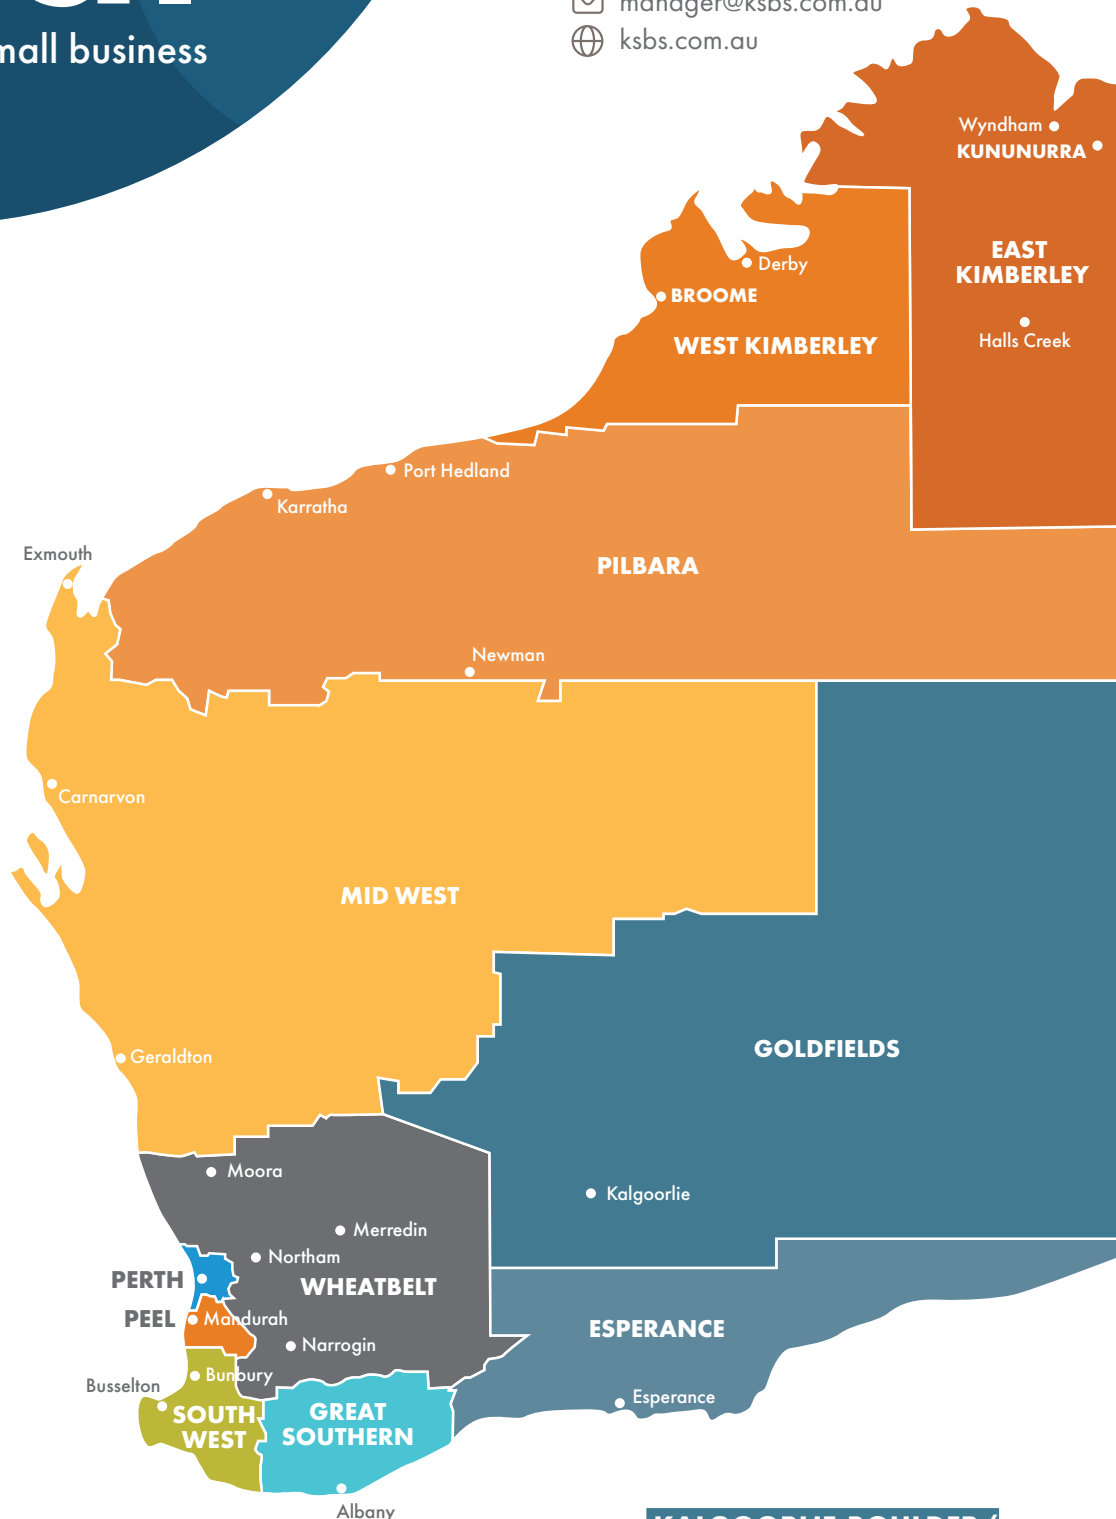 mall business
manager@ksbs.com.au
ksbs.com.au
Wyndham
KUNUNURRA
EAST
KIMBERLEY
Halls Creek
Derby
BROOME
WEST KIMBERLEY
Port Hedland
Karratha
Exmouth
PILBARA
Newman
Carnarvon
MID WEST
Geraldton
GOLDFIELDS
Moora
Kalgoorlie
Merredin
Northam
PERTH
WHEATBELT
PEEL
Mandurah
ESPERANCE
Narrogin
Bunbury
Busselton
Esperance
SOUTH
WEST
GREAT
SOUTHERN
Albany
KALGOORLIE-BOULDER/